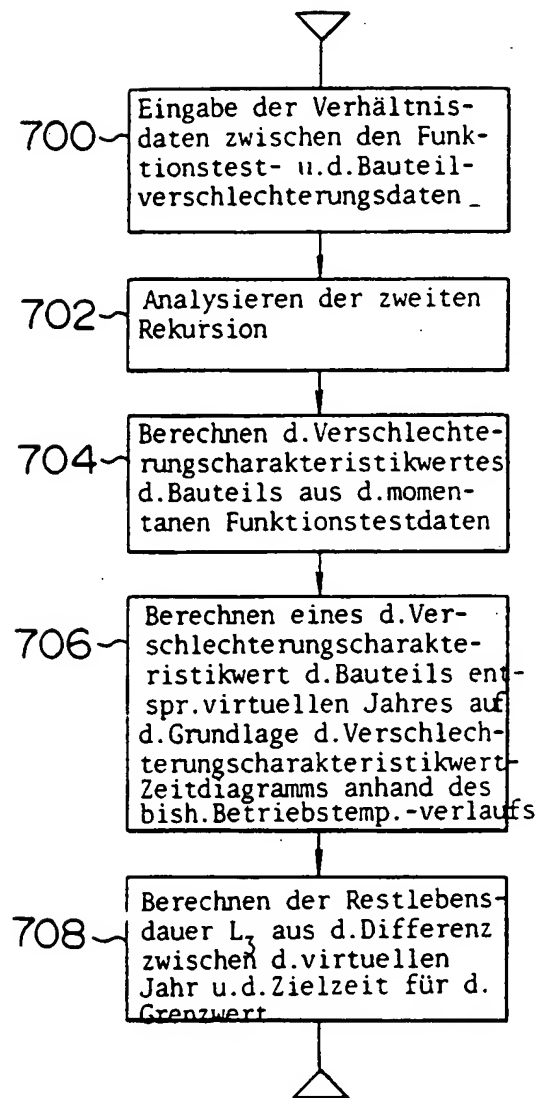 700
Eingabe der Verhältnis-
daten zwischen den Funk-
tionstest- u.d.Bauteil-
verschlechterungsdaten
702
Analysieren der zweiten
Rekursion
704
Berechnen d.Verschlechte-
rungscharakteristikwertes
d.Bauteils aus d.momen-
tanen Funktionstestdaten
706
Berechnen eines d.Ver-
schlechterungscharakte-
ristikwert d.Bauteils ent-
spr.virtuellen Jahres auf
d.Grundlage d.Verschlech-
terungscharakteristikwert-
Zeitdiagramms anhand des
bish.Betriebstemp.-verlaufs
708
Berechnen der Restlebens-
dauer L3 aus d.Differenz
zwischen d.virtuellen
Jahr u.d.Zielzeit für d.
Grenzwert